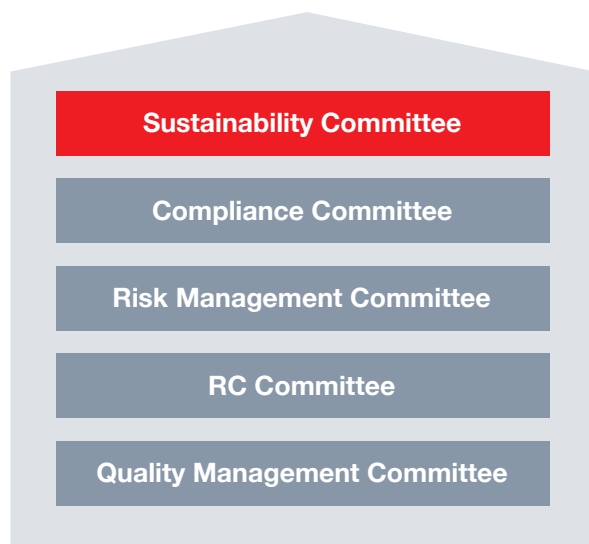 Sustainability Committee
Compliance Committee
Risk Management Committee
RC Committee
Quality Management Committee